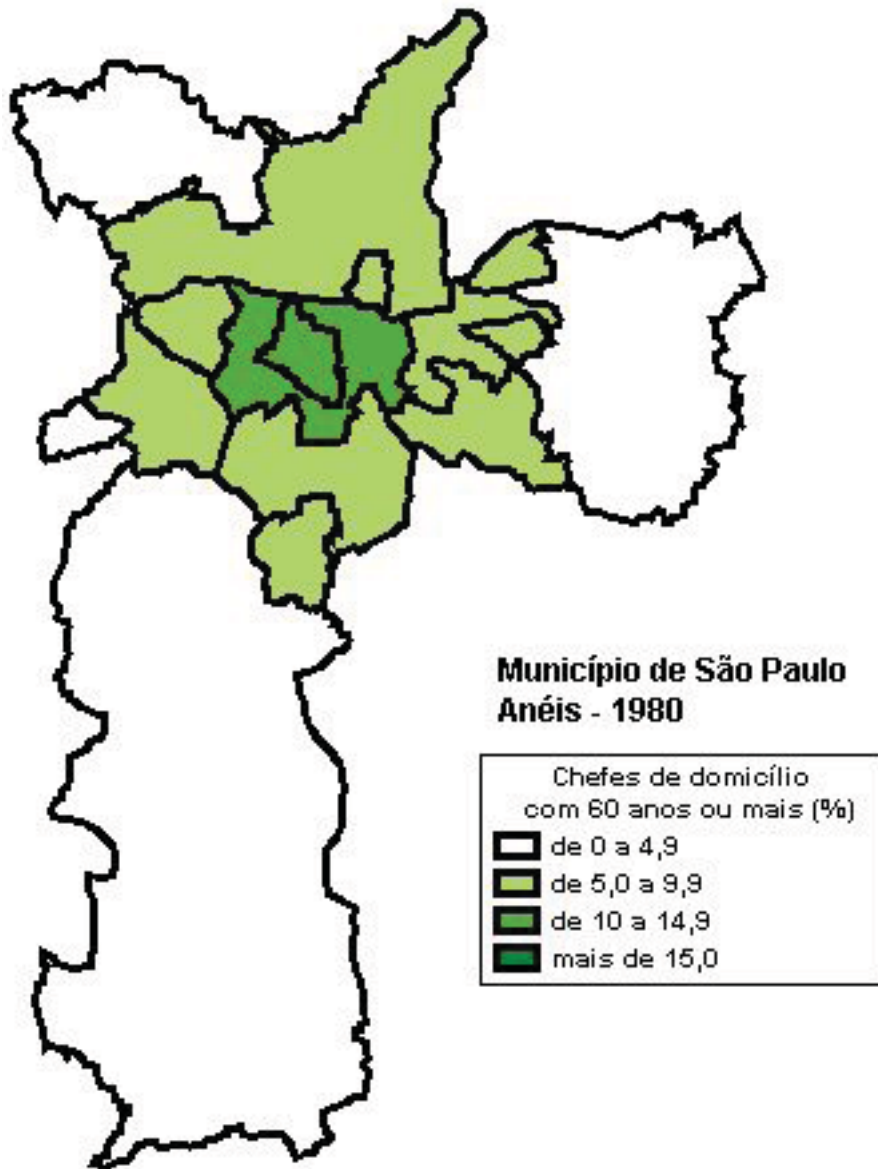 Município de São Paulo
Anéis - 1980
Chefes de domicílio
com 60 anos ou mais (%)
de 0 a 4,9
de 5,0 a 9,9
de 10 a 14,9
mais de 15,0